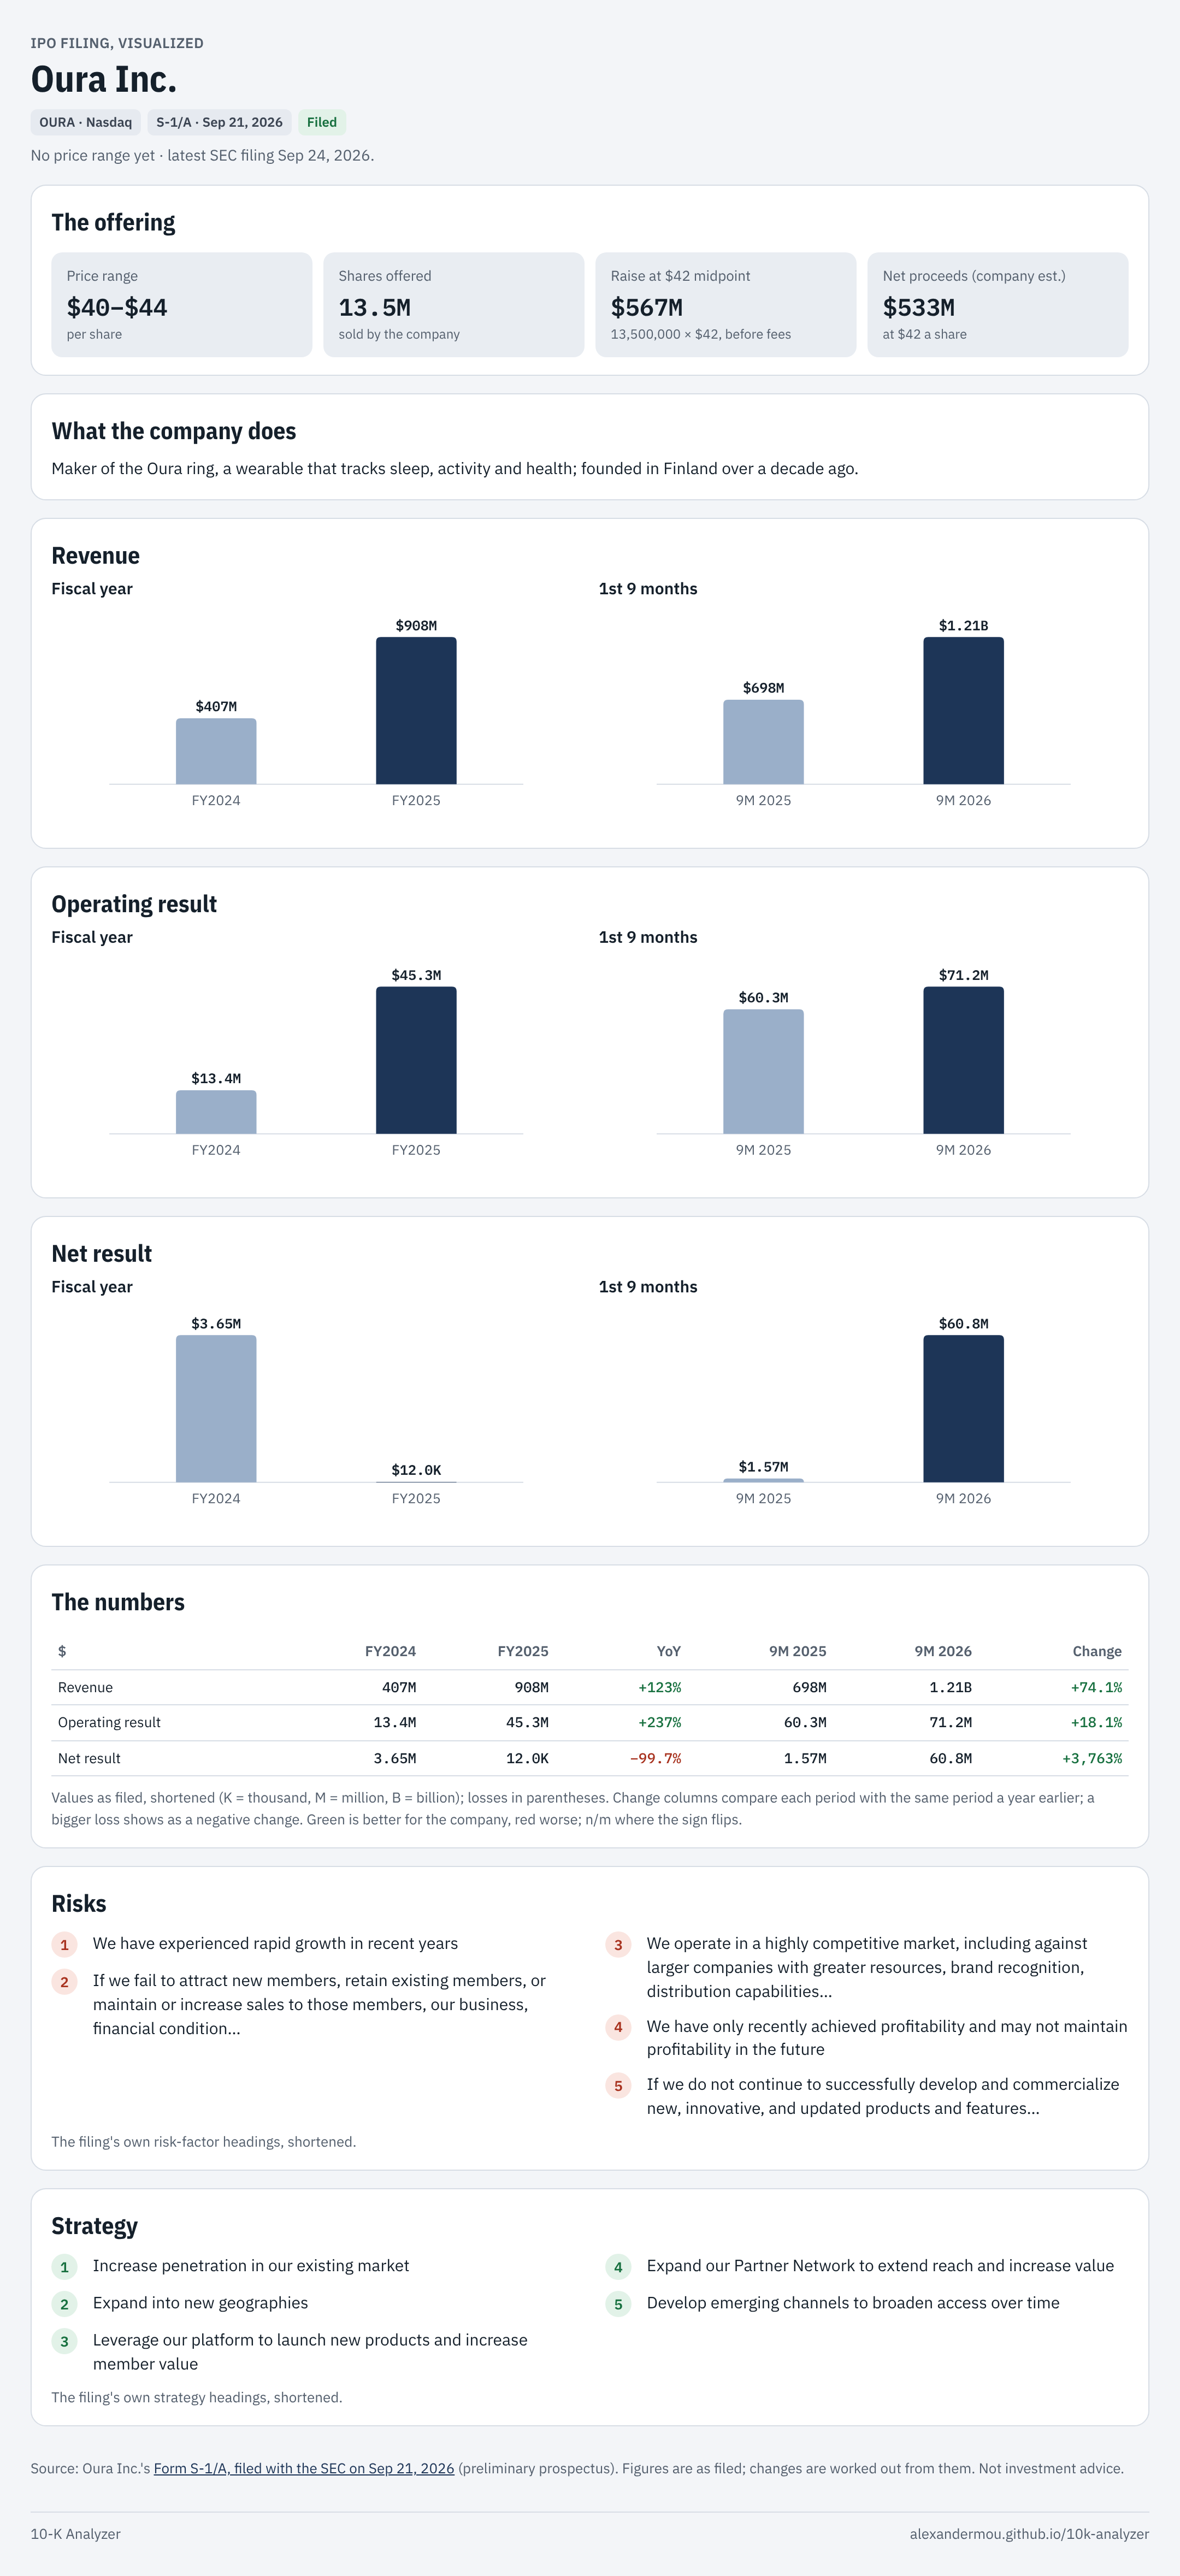 IPO FILING, VISUALIZED
Oura Inc.
OURA · Nasdaq
S-1/A · Sep 21, 2026
Filed
No price range yet · latest SEC filing Sep 24, 2026.
The offering
Price range
$40–$44
per share
Shares offered
13.5M
sold by the company
Raise at $42 midpoint
$567M
13,500,000 × $42, before fees
Net proceeds (company est.)
$533M
at $42 a share
What the company does
Maker of the Oura ring, a wearable that tracks sleep, activity and health; founded in Finland over a decade ago.
Revenue
Fiscal year
$407M
$908M
FY2024
FY2025
1st 9 months
$698M
$1.21B
9M 2025
9M 2026
Operating result
Fiscal year
$13.4M
$45.3M
FY2024
FY2025
1st 9 months
$60.3M
$71.2M
9M 2025
9M 2026
Net result
Fiscal year
$3.65M
$12.0K
FY2024
FY2025
1st 9 months
$1.57M
$60.8M
9M 2025
9M 2026
The numbers
$ FY2024 FY2025 YoY 9M 2025 9M 2026 Change
Revenue 407M 908M +123% 698M 1.21B +74.1%
Operating result 13.4M 45.3M +237% 60.3M 71.2M +18.1%
Net result 3.65M 12.0K −99.7% 1.57M 60.8M +3,763%
Values as filed, shortened (K = thousand, M = million, B = billion); losses in parentheses. Change columns compare each period with the same period a year earlier; a
bigger loss shows as a negative change. Green is better for the company, red worse; n/m where the sign flips.
Risks
1 We have experienced rapid growth in recent years
2 If we fail to attract new members, retain existing members, or
maintain or increase sales to those members, our business,
financial condition…
3 We operate in a highly competitive market, including against
larger companies with greater resources, brand recognition,
distribution capabilities…
4 We have only recently achieved profitability and may not maintain
profitability in the future
5 If we do not continue to successfully develop and commercialize
new, innovative, and updated products and features…
The filing's own risk-factor headings, shortened.
Strategy
1 Increase penetration in our existing market
2 Expand into new geographies
3 Leverage our platform to launch new products and increase
member value
4 Expand our Partner Network to extend reach and increase value
5 Develop emerging channels to broaden access over time
The filing's own strategy headings, shortened.
Source: Oura Inc.'s Form S-1/A, filed with the SEC on Sep 21, 2026 (preliminary prospectus). Figures are as filed; changes are worked out from them. Not investment advice.
10-K Analyzer
alexandermou.github.io/10k-analyzer